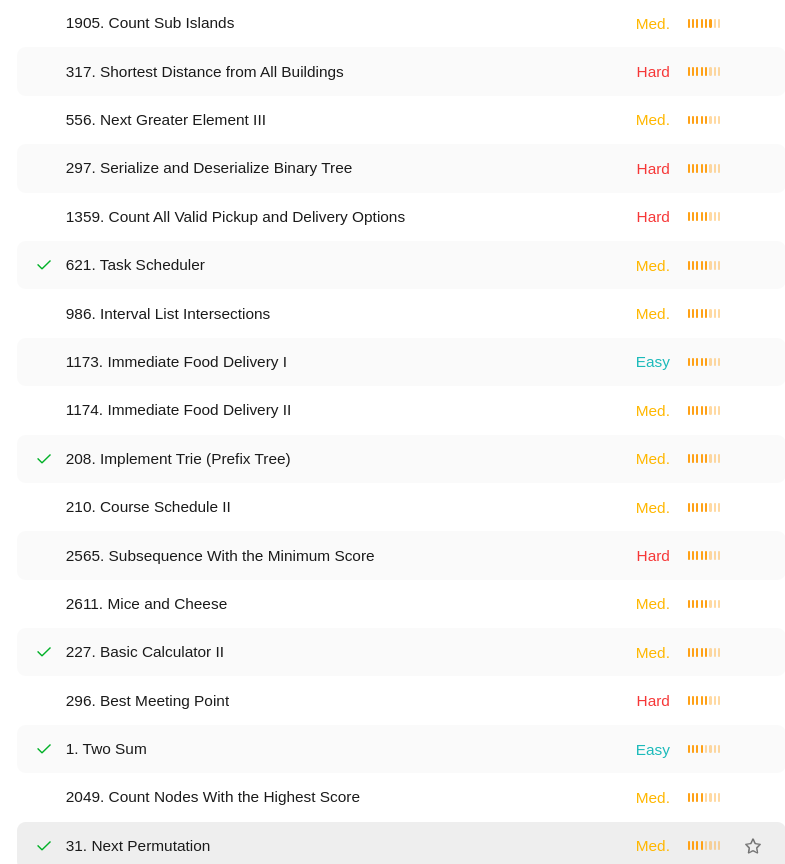 1905. Count Sub Islands Med.
317. Shortest Distance from All Buildings Hard
556. Next Greater Element III Med.
297. Serialize and Deserialize Binary Tree Hard
1359. Count All Valid Pickup and Delivery Options Hard
621. Task Scheduler Med.
986. Interval List Intersections Med.
1173. Immediate Food Delivery I Easy
1174. Immediate Food Delivery II Med.
208. Implement Trie (Prefix Tree) Med.
210. Course Schedule II Med.
2565. Subsequence With the Minimum Score Hard
2611. Mice and Cheese Med.
227. Basic Calculator II Med.
296. Best Meeting Point Hard
1. Two Sum Easy
2049. Count Nodes With the Highest Score Med.
31. Next Permutation Med.